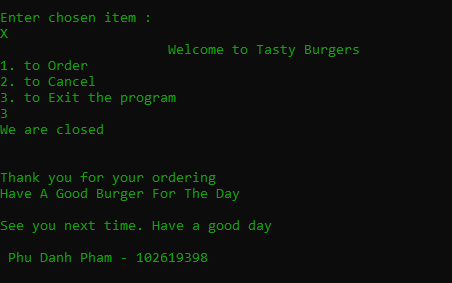 Enter chosen item :
X
Welcome to Tasty Burgers
1. to Order
2. to Cancel
3. to Exit the program
3
We are closed
Thank you for your ordering
Have A Good Burger For The Day
See you next time. Have a good day
Phu Danh Pham - 102619398